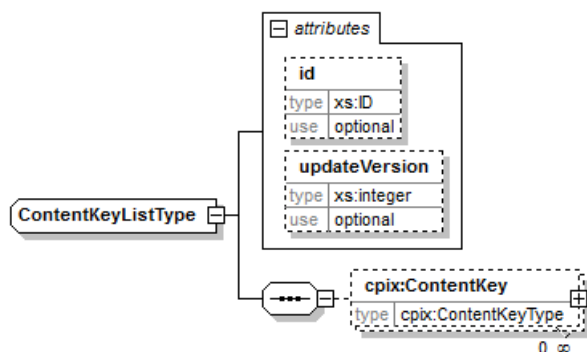 attributes
id
type xs:ID
use optional
updateVersion
type xs:integer
use optional
ContentKeyListType
cpix:ContentKey
type cpix:ContentKeyType
0..∞